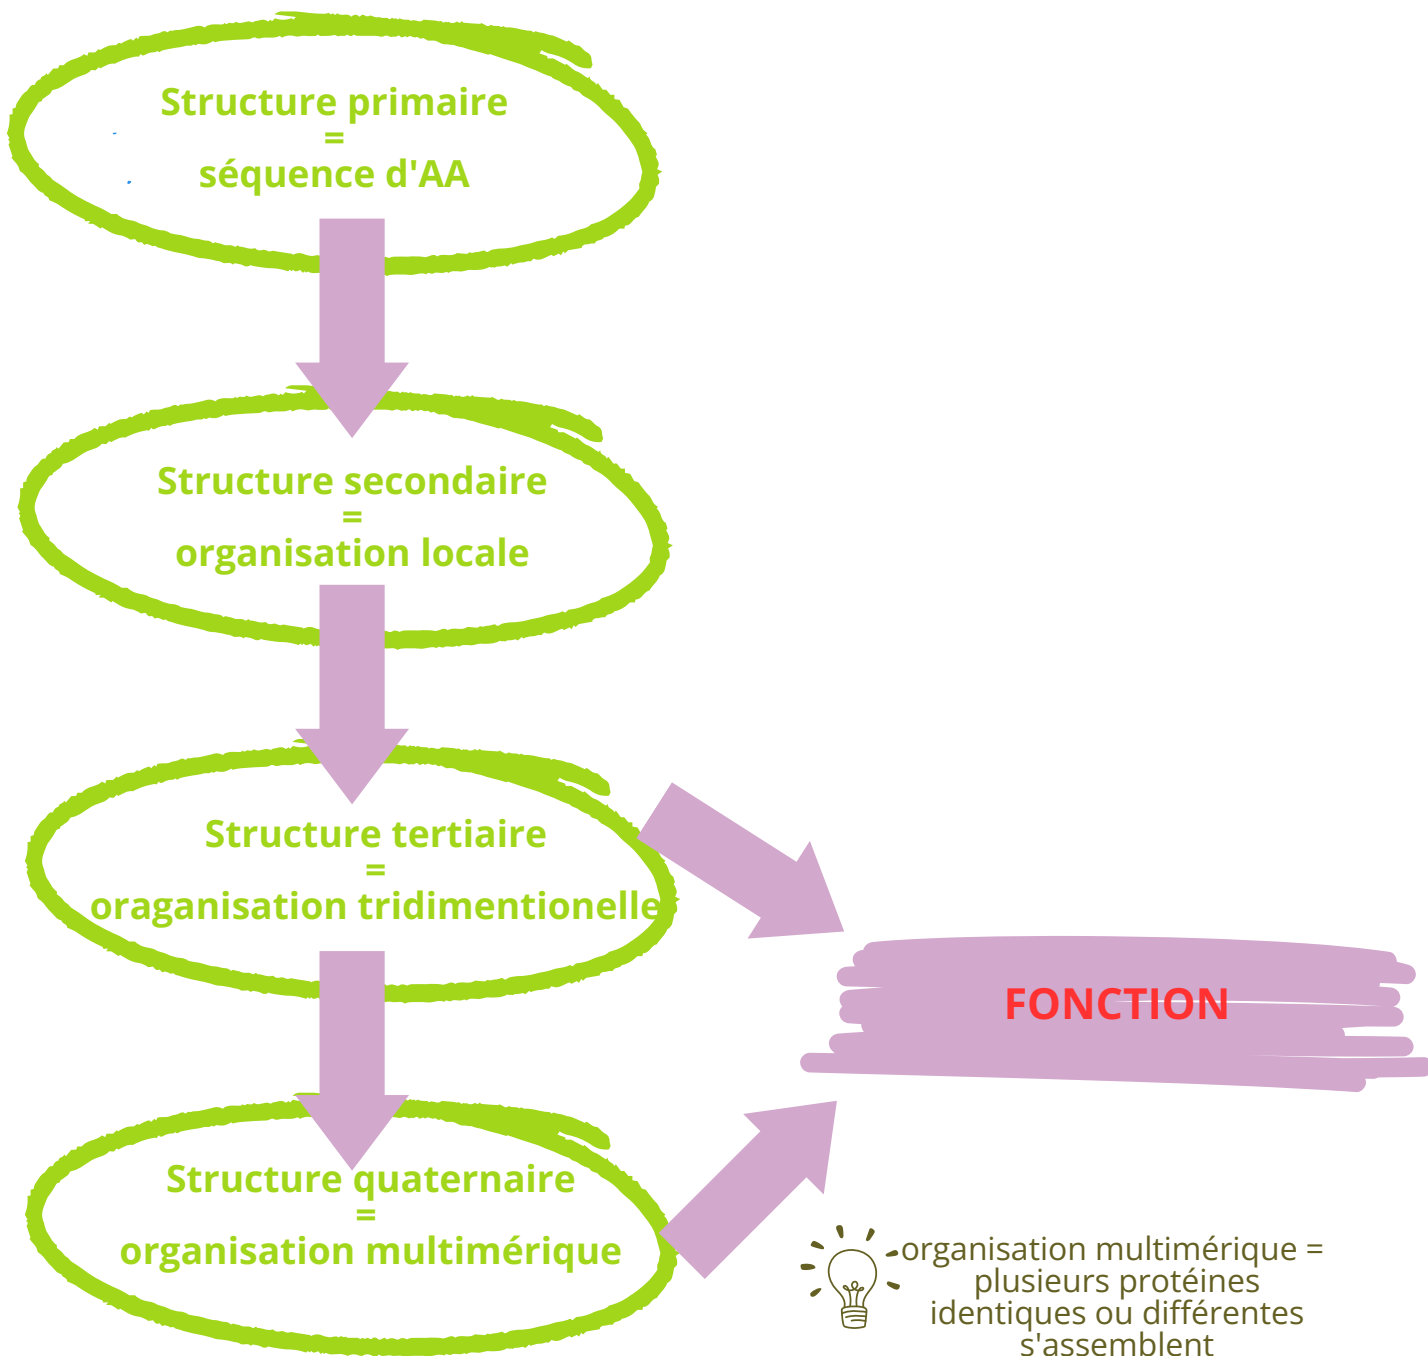 Structure primaire
=
séquence d'AA
Structure secondaire
=
organisation locale
Structure tertiaire
=
oraganisation tridimentionelle
FONCTION
Structure quaternaire
=
organisation multimérique
organisation multimérique =
plusieurs protéines
identiques ou différentes
s'assemblent